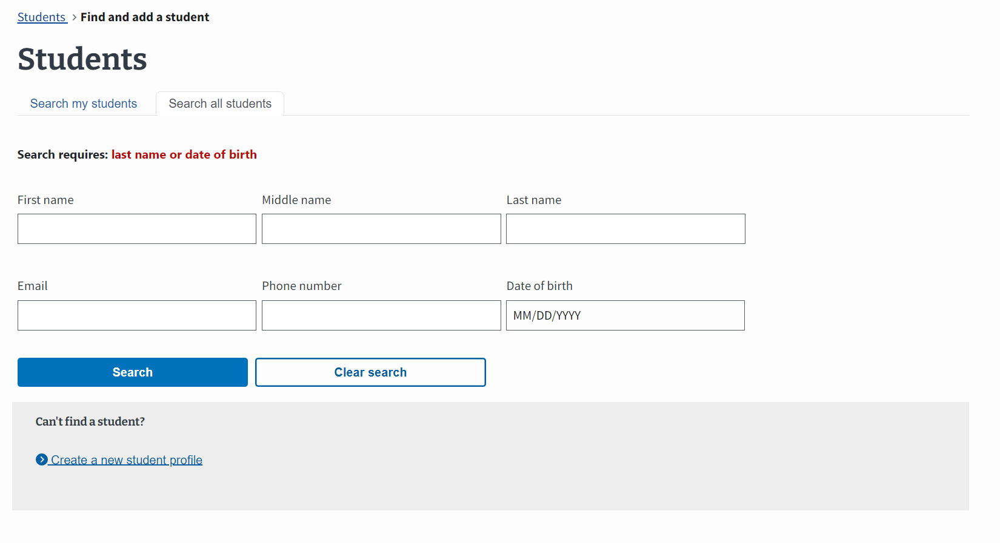 Students > Find and add a student
Students
Search my students Search all students
Search requires: last name or date of birth
First name Middle name Last name
Email Phone number Date of birth
MM/DD/YYYY
Search Clear search
Can't find a student?
Create a new student profile